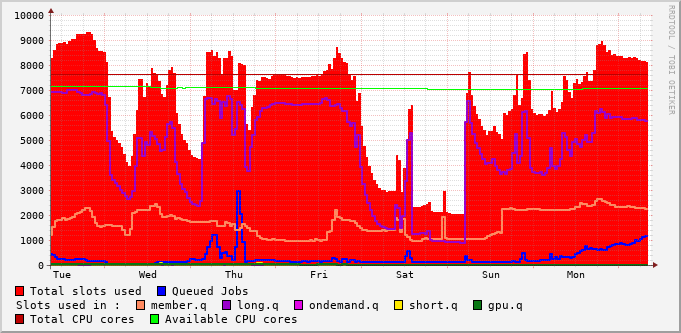 10000
9000
8000
7000
6000
5000
4000
3000
2000
1000
0
Tue Wed Thu Fri Sat Sun Mon
RRDTOOL / TOBI OETIKER
Total slots used Queued Jobs
Slots used in : member.q long.q ondemand.q short.q gpu.q
Total CPU cores Available CPU cores